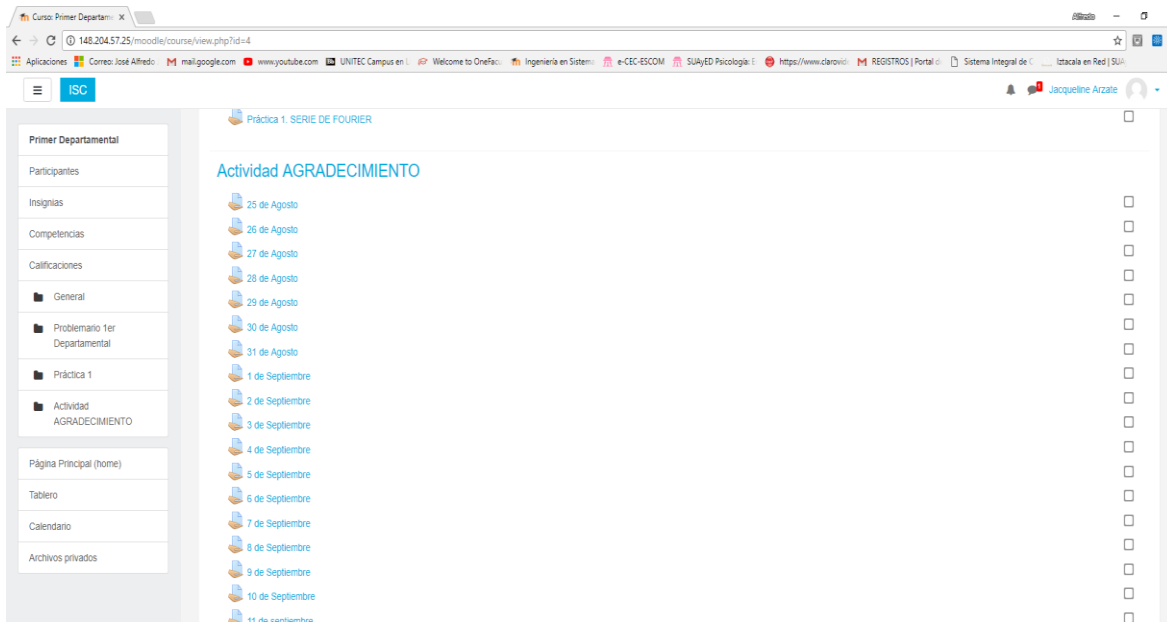 Curso: Primer Departame X
Alfredo
148.204.57.25/moodle/course/view.php?id=4
Aplicaciones Correo: José Alfredo mail.google.com www.youtube.com Bb UNITEC Campus en L Welcome to OneFacu Ingeniería en Sistema e-CEC-ESCOM SUAyED Psicología: E https://www.clarovide REGISTROS | Portal d Sistema Integral de C Iztacala en Red | SUA
ISC
Jacqueline Arzate
Práctica 1. SERIE DE FOURIER
Primer Departamental
Participantes
Insignias
Competencias
Calificaciones
General
Problemario 1er
Departamental
Práctica 1
Actividad
AGRADECIMIENTO
Página Principal (home)
Tablero
Calendario
Archivos privados
Actividad AGRADECIMIENTO
25 de Agosto
26 de Agosto
27 de Agosto
28 de Agosto
29 de Agosto
30 de Agosto
31 de Agosto
1 de Septiembre
2 de Septiembre
3 de Septiembre
4 de Septiembre
5 de Septiembre
6 de Septiembre
7 de Septiembre
8 de Septiembre
9 de Septiembre
10 de Septiembre
11 de septiembre